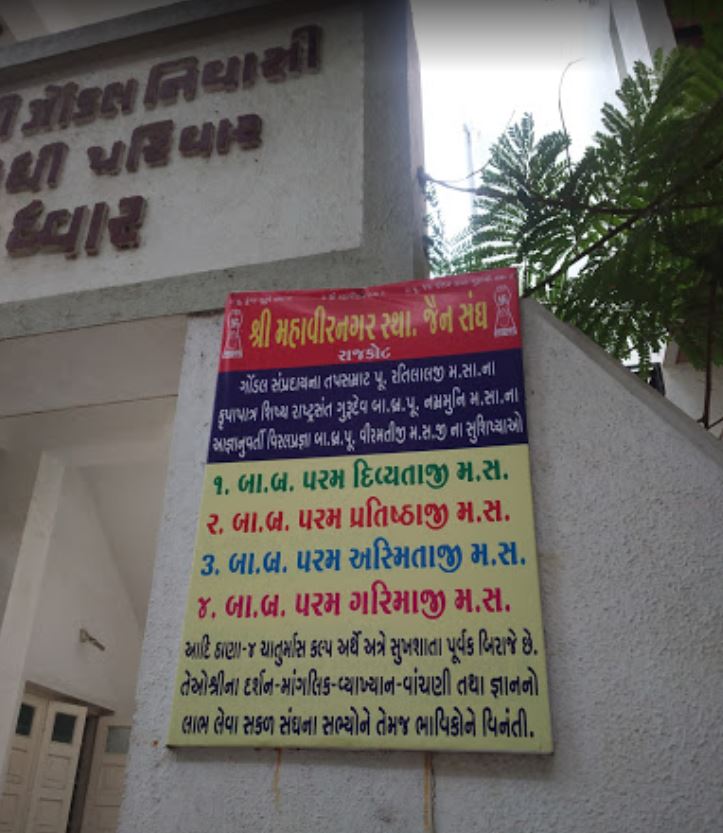 ગોંડલ નિવાસી
પરિવાર
ધ્વાર
શ્રી મહાવીરનગર સ્થા. જૈન સંઘ
રાજકોટ
ગોંડલ સંપ્રદાયના તપસમ્રાટ પૂ. રતિલાલજી મ.સા.ના
કૃપાપાત્ર શિષ્ય રાષ્ટ્રસંત ગુરૂદેવ બા.બ્ર.પૂ. નમ્રમુનિ મ.સા.ના
આજ્ઞાનુવર્તી વિરલપ્રજ્ઞા બા.બ્ર.પૂ. વીરમતીજી મ.સ.જી ના સુશિષ્યાઓ
૧. બા.બ્ર. પરમ દિવ્યતાજી મ.સ.
૨. બા.બ્ર. પરમ પ્રતિષ્ઠાજી મ.સ.
૩. બા.બ્ર. પરમ અસ્મિતાજી મ.સ.
૪. બા.બ્ર. પરમ ગરિમાજી મ.સ.
આદિ ઠાણા-૪ ચાતુર્માસ કલ્પ અર્થે અત્રે સુખશાતા પૂર્વક બિરાજે છે.
તેઓશ્રીના દર્શન-માંગલિક-વ્યાખ્યાન-વાંચણી તથા જ્ઞાનનો
લાભ લેવા સકળ સંઘના સભ્યોને તેમજ ભાવિકોને વિનંતી.